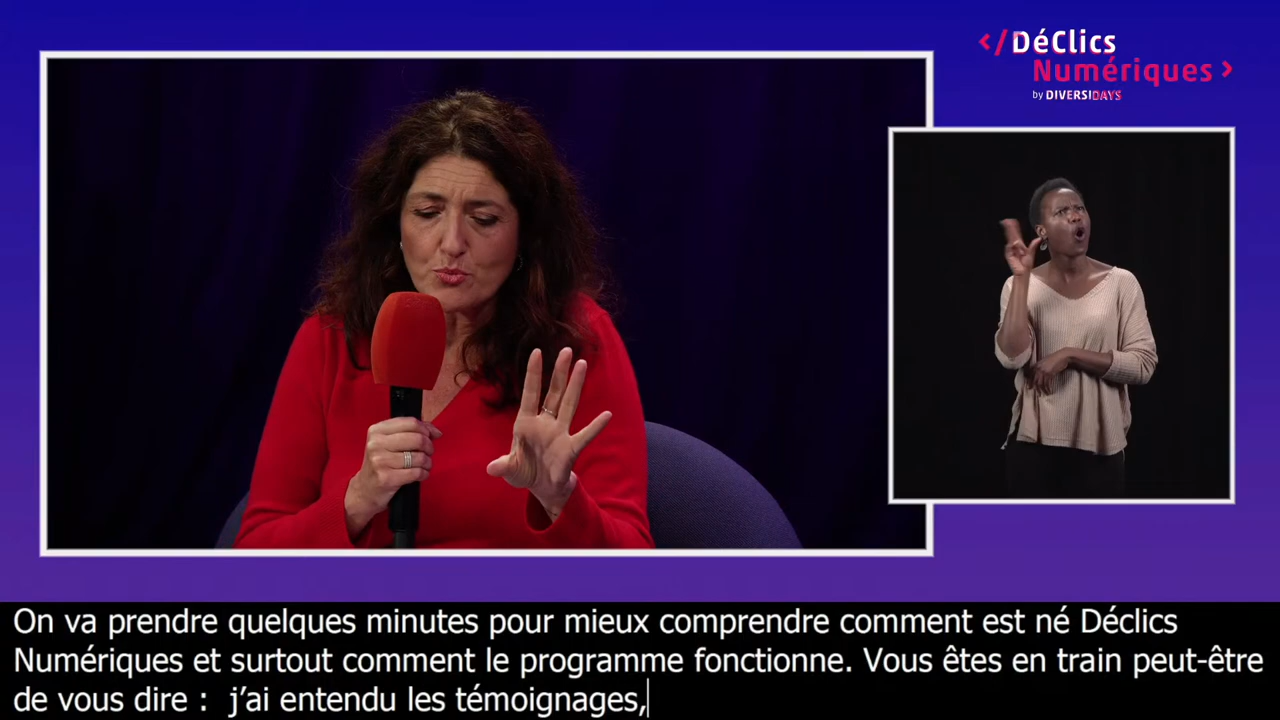 </DéClics
Numériques>
by DIVERSIDAYS
On va prendre quelques minutes pour mieux comprendre comment est né Déclics
Numériques et surtout comment le programme fonctionne. Vous êtes en train peut-être
de vous dire :  j’ai entendu les témoignages,